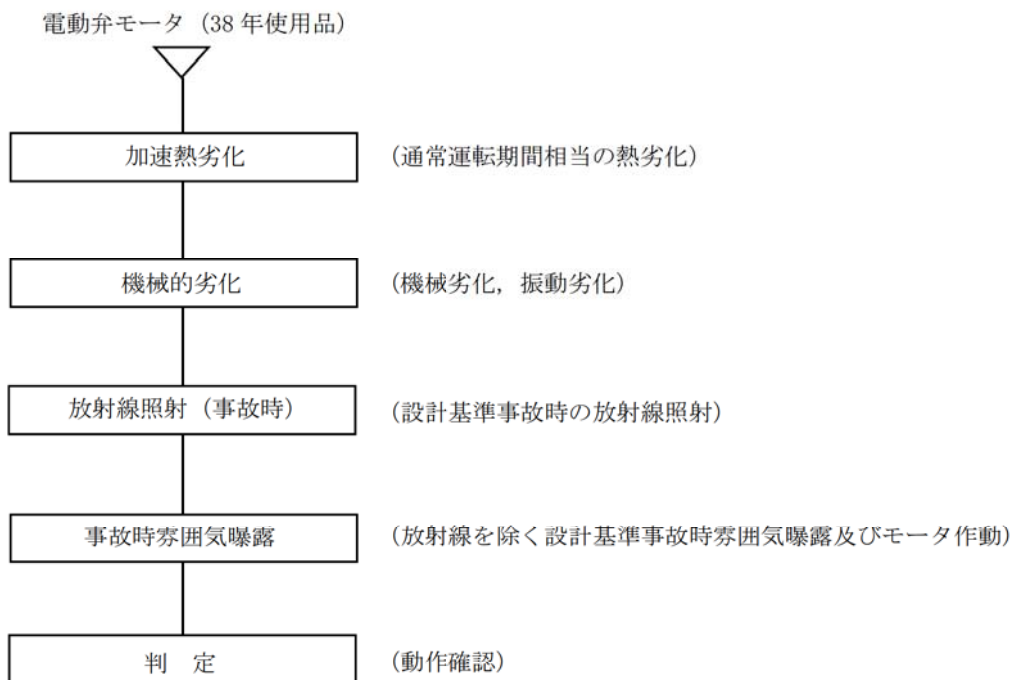 電動弁モータ（38 年使用品）
加速熱劣化
（通常運転期間相当の熱劣化）
機械的劣化
（機械劣化，振動劣化）
放射線照射（事故時）
（設計基準事故時の放射線照射）
事故時雰囲気曝露
（放射線を除く設計基準事故時雰囲気曝露及びモータ作動）
判　定
（動作確認）